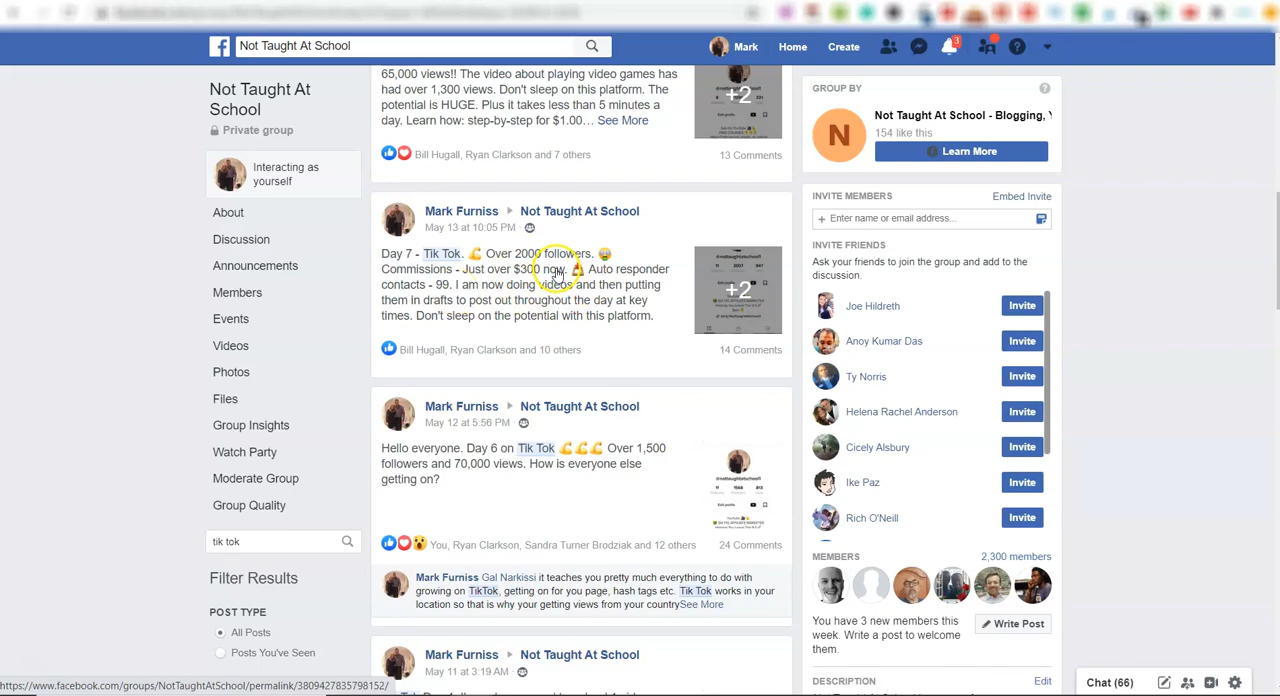 Not Taught At School
Mark
Home
Create
3
Not Taught At
School
Private group
Interacting as
yourself
About
Discussion
Announcements
Members
Events
Videos
Photos
Files
Group Insights
Watch Party
Moderate Group
Group Quality
tik tok
Filter Results
POST TYPE
All Posts
Posts You've Seen
65,000 views!! The video about playing video games has
had over 1,300 views. Don't sleep on this platform. The
potential is HUGE. Plus it takes less than 5 minutes a
day. Learn how: step-by-step for $1.00... See More
+2
Bill Hugall, Ryan Clarkson and 7 others
13 Comments
Mark Furniss Not Taught At School
May 13 at 10:05 PM
Day 7 - Tik Tok. 💪 Over 2000 followers. 🤑
Commissions - Just over $300 now. Auto responder
contacts - 99. I am now doing videos and then putting
them in drafts to post out throughout the day at key
times. Don't sleep on the potential with this platform.
+2
Bill Hugall, Ryan Clarkson and 10 others
14 Comments
Mark Furniss Not Taught At School
May 12 at 5:56 PM
Hello everyone. Day 6 on Tik Tok 💪💪💪 Over 1,500
followers and 70,000 views. How is everyone else
getting on?
You, Ryan Clarkson, Sandra Turner Brodziak and 12 others
24 Comments
Mark Furniss Gal Narkissi it teaches you pretty much everything to do with
growing on TikTok, getting on for you page, hash tags etc. Tik Tok works in your
location so that is why your getting views from your countrySee More
Mark Furniss Not Taught At School
May 11 at 3:19 AM
GROUP BY
N
Not Taught At School - Blogging, Y
154 like this
Learn More
INVITE MEMBERS
Embed Invite
+ Enter name or email address...
INVITE FRIENDS
Ask your friends to join the group and add to the
discussion.
Joe Hildreth
Invite
Anoy Kumar Das
Invite
Ty Norris
Invite
Helena Rachel Anderson
Invite
Cicely Alsbury
Invite
Ike Paz
Invite
Rich O'Neill
Invite
MEMBERS
2,300 members
You have 3 new members this
week. Write a post to welcome
them.
Write Post
DESCRIPTION
Edit
Chat (66)
https://www.facebook.com/groups/NotTaughtAtSchool/permalink/3809427835798152/